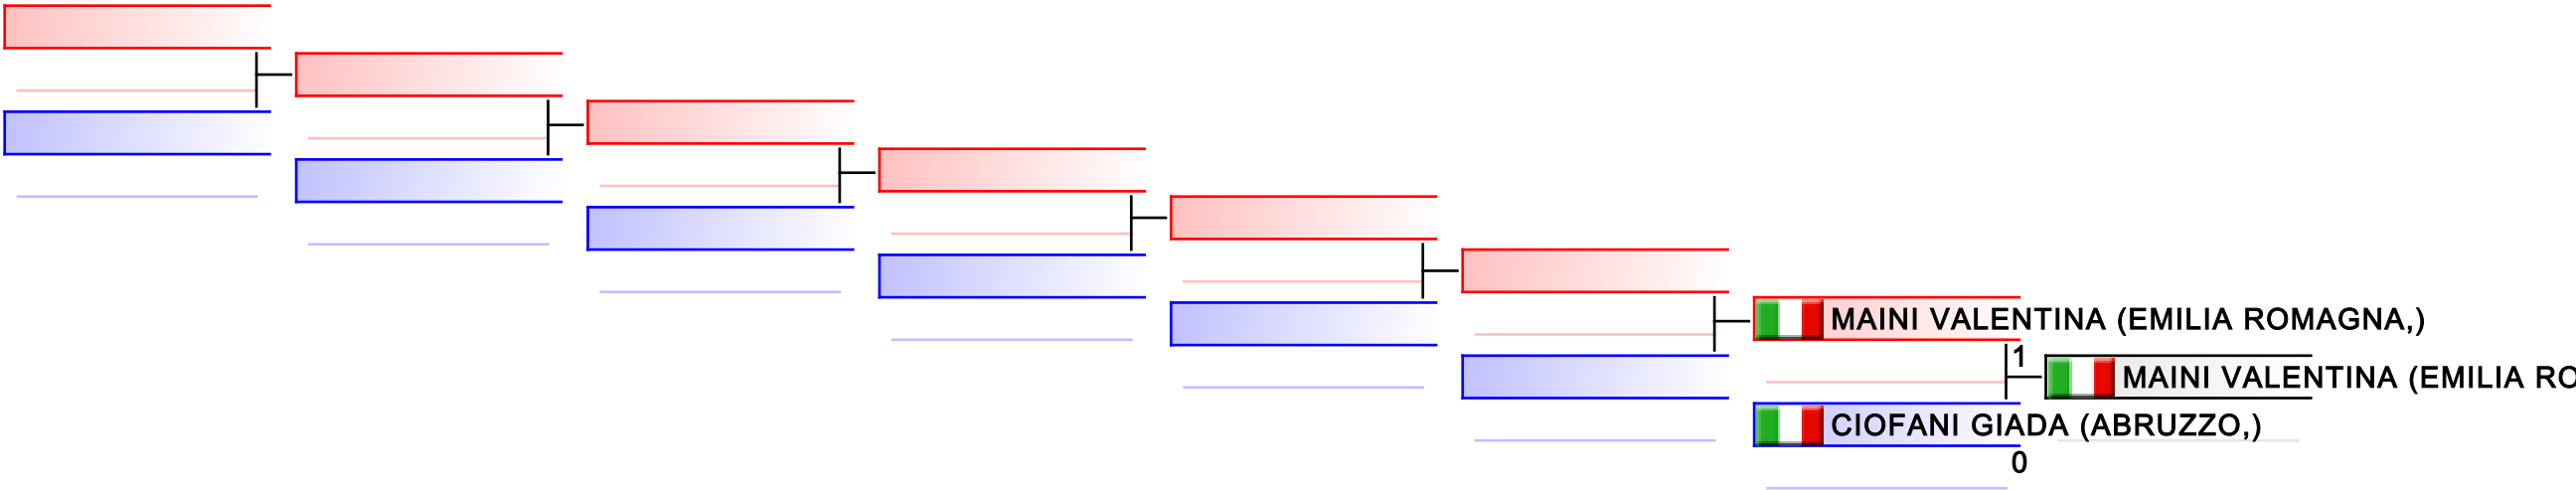 MAINI VALENTINA (EMILIA ROMAGNA,)
1
MAINI VALENTINA (EMILIA RO
CIOFANI GIADA (ABRUZZO,)
0